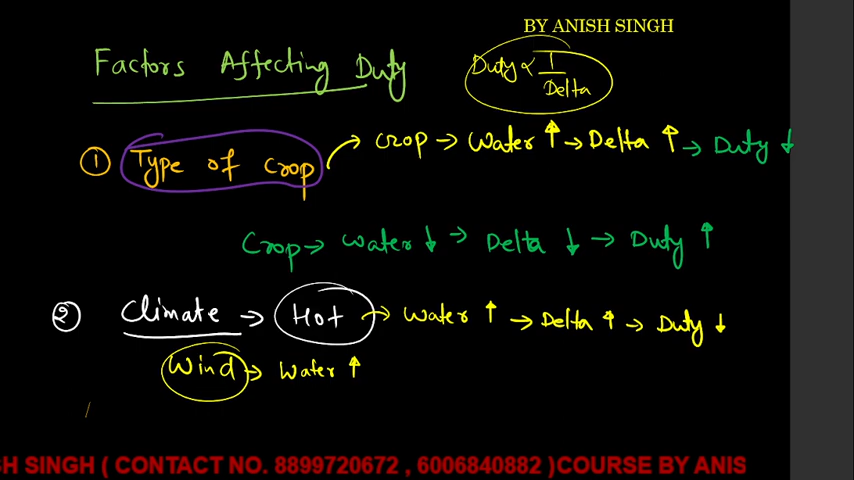 BY ANISH SINGH
Factors Affecting Duty
Duty ∝ 1/Delta
① Type of crop → Crop → Water ↑ → Delta ↑ → Duty ↓
Crop → Water ↓ → Delta ↓ → Duty ↑
② Climate → Hot → Water ↑ → Delta ↑ → Duty ↓
Wind → Water ↑
SH SINGH ( CONTACT NO. 8899720672 , 6006840882 )COURSE BY ANIS